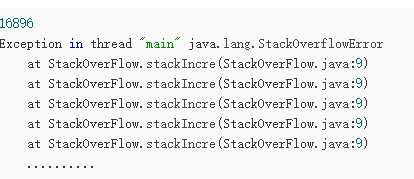 16896
Exception in thread "main" java.lang.StackOverflowError
at StackOverFlow.stackIncre(StackOverFlow.java:9)
at StackOverFlow.stackIncre(StackOverFlow.java:9)
at StackOverFlow.stackIncre(StackOverFlow.java:9)
at StackOverFlow.stackIncre(StackOverFlow.java:9)
at StackOverFlow.stackIncre(StackOverFlow.java:9)
..........